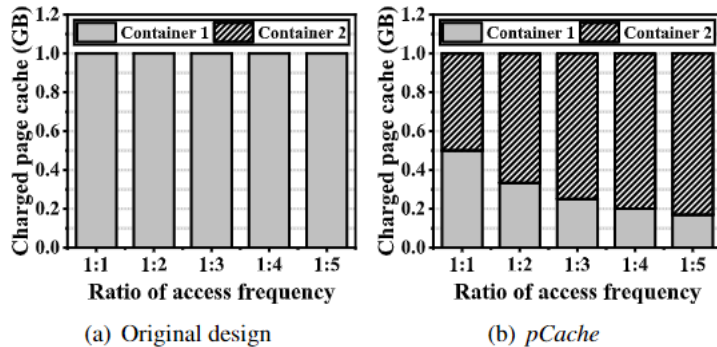 Charged page cache (GB)
1.2
1.0
0.8
0.6
0.4
0.2
0.0
Container 1 Container 2
1:1 1:2 1:3 1:4 1:5
Ratio of access frequency
(a) Original design
Charged page cache (GB)
1.2
1.0
0.8
0.6
0.4
0.2
0.0
Container 1 Container 2
1:1 1:2 1:3 1:4 1:5
Ratio of access frequency
(b) pCache